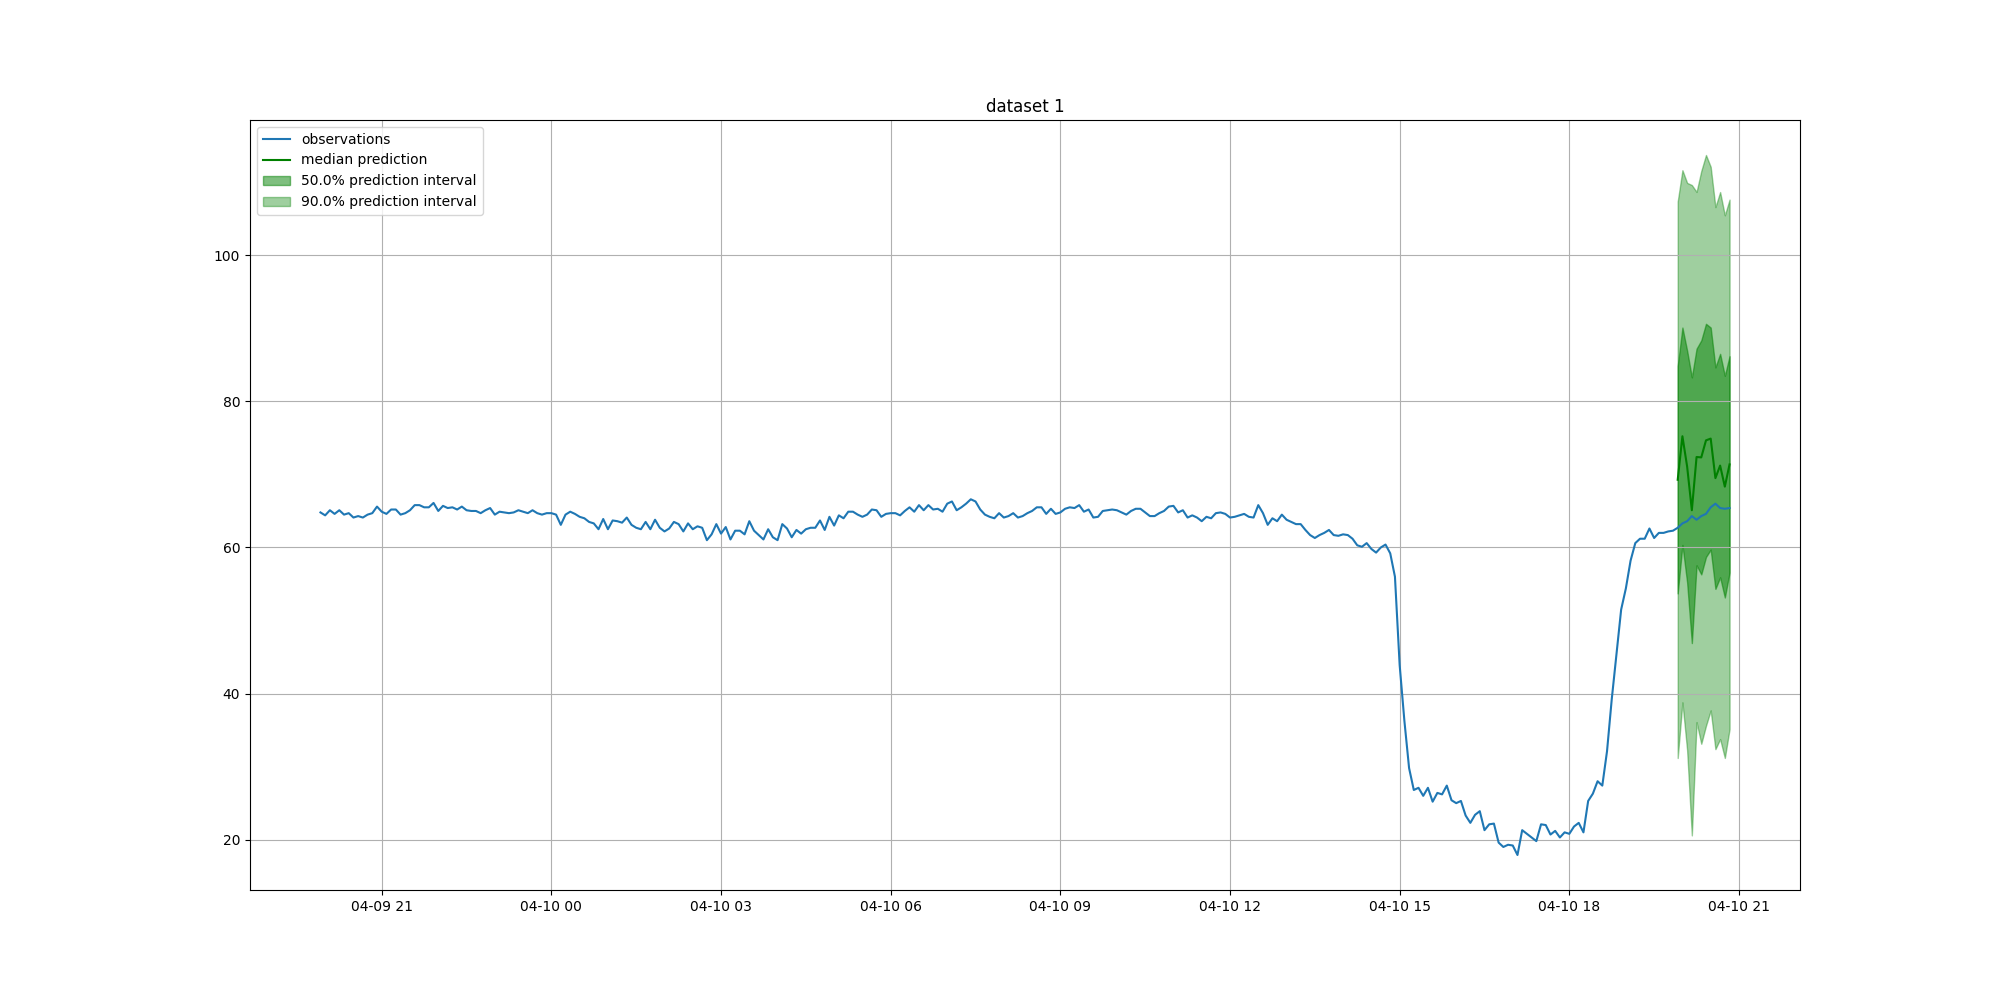 dataset 1
observations
median prediction
50.0% prediction interval
90.0% prediction interval
100
80
60
40
20
04-09 21
04-10 00
04-10 03
04-10 06
04-10 09
04-10 12
04-10 15
04-10 18
04-10 21